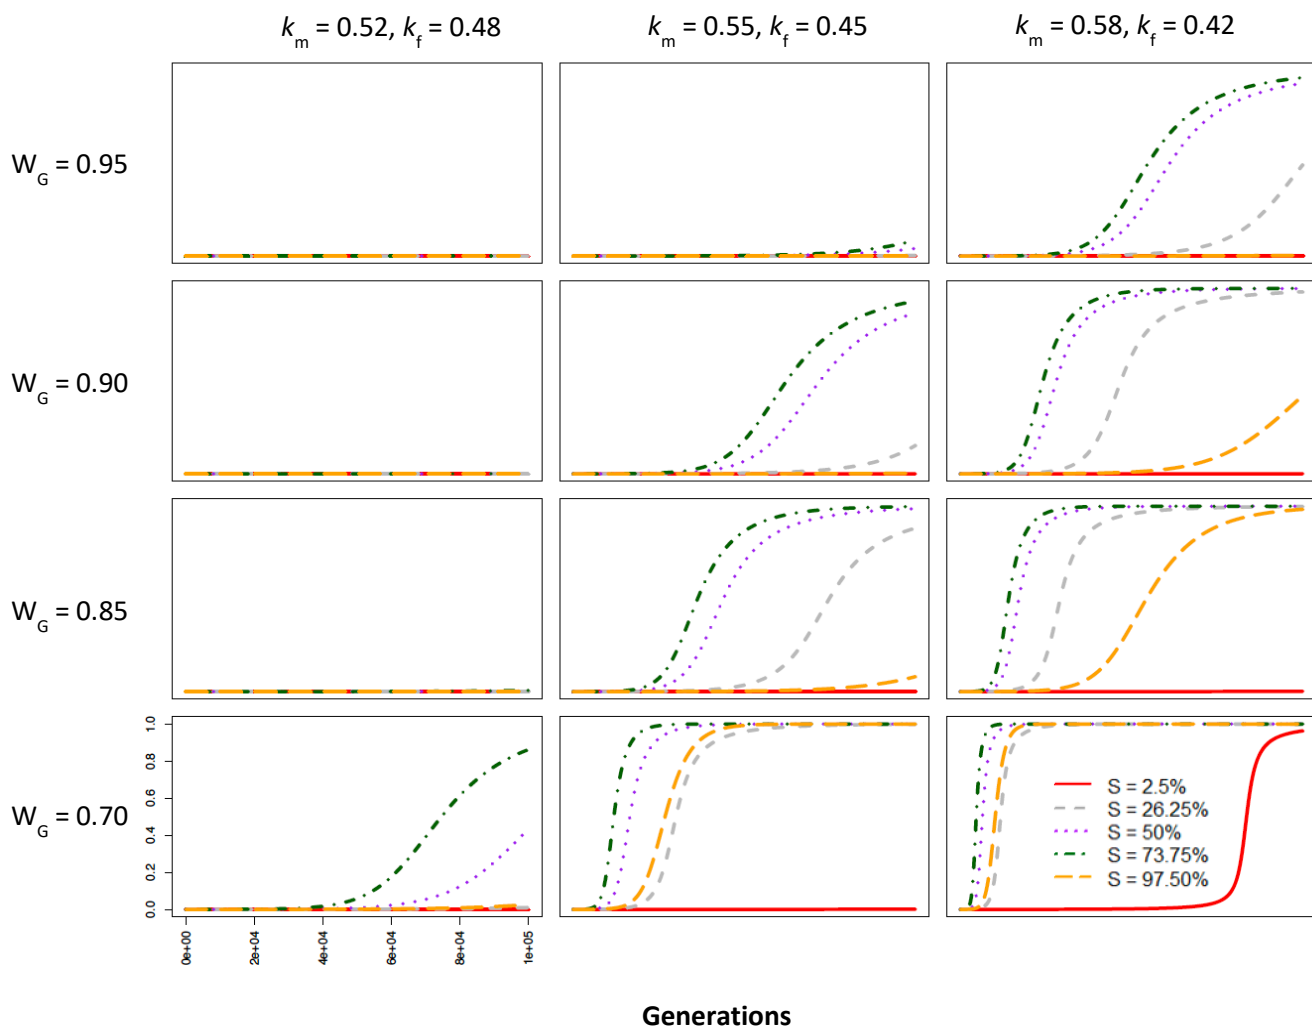 k_m = 0.52, k_f = 0.48
k_m = 0.55, k_f = 0.45
k_m = 0.58, k_f = 0.42
W_G = 0.95
W_G = 0.90
W_G = 0.85
W_G = 0.70
1.0
0.8
0.6
0.4
0.2
0.0
0e+00
2e+04
4e+04
6e+04
8e+04
1e+05
S = 2.5%
S = 26.25%
S = 50%
S = 73.75%
S = 97.50%
Generations